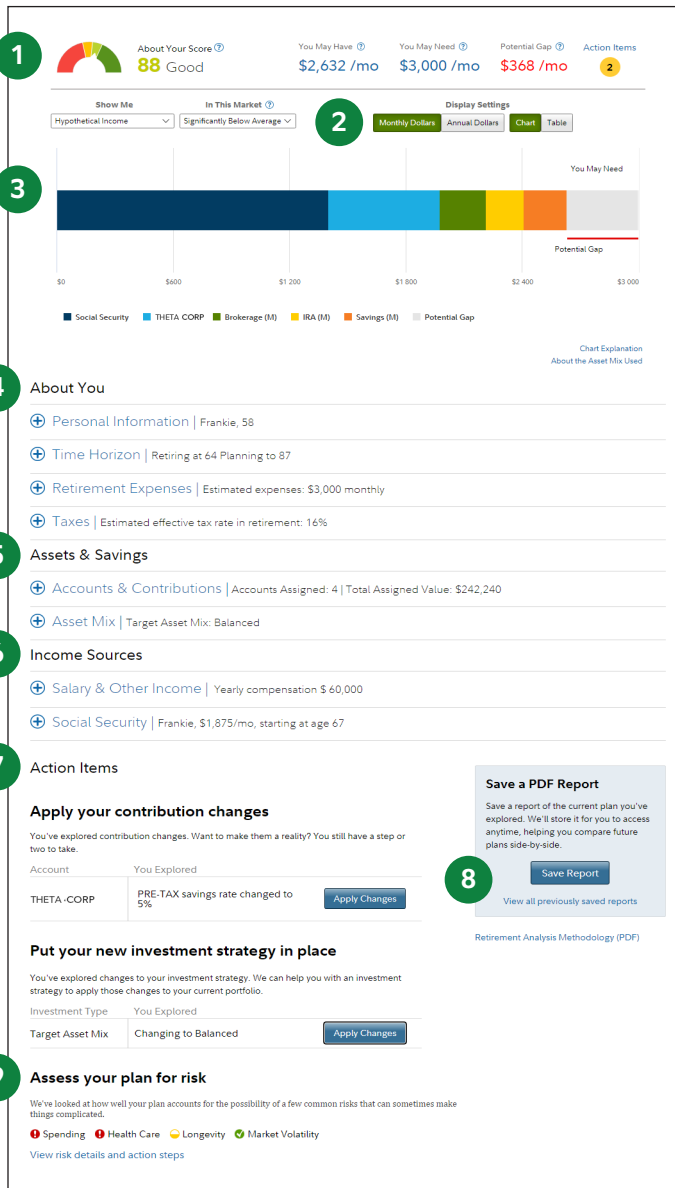 1
About Your Score ?
88 Good
You May Have ?
$2,632 /mo
You May Need ?
$3,000 /mo
Potential Gap ?
$368 /mo
Action Items
2
Show Me
Hypothetical Income
In This Market ?
Significantly Below Average
2
Display Settings
Monthly Dollars Annual Dollars Chart Table
3
You May Need
Potential Gap
$0 $600 $1 200 $1 800 $2 400 $3 000
Social Security THETA CORP Brokerage (M) IRA (M) Savings (M) Potential Gap
Chart Explanation
About the Asset Mix Used
4
About You
Personal Information | Frankie, 58
Time Horizon | Retiring at 64 Planning to 87
Retirement Expenses | Estimated expenses: $3,000 monthly
Taxes | Estimated effective tax rate in retirement: 16%
5
Assets & Savings
Accounts & Contributions | Accounts Assigned: 4 | Total Assigned Value: $242,240
Asset Mix | Target Asset Mix: Balanced
6
Income Sources
Salary & Other Income | Yearly compensation $ 60,000
Social Security | Frankie, $1,875/mo, starting at age 67
7
Action Items
Apply your contribution changes
You've explored contribution changes. Want to make them a reality? You still have a step or
two to take.
Account You Explored
THETA ·CORP PRE-TAX savings rate changed to
5%
Apply Changes
Put your new investment strategy in place
You've explored changes to your investment strategy. We can help you with an investment
strategy to apply those changes to your current portfolio.
Investment Type You Explored
Target Asset Mix Changing to Balanced Apply Changes
Save a PDF Report
Save a report of the current plan you've
explored. We'll store it for you to access
anytime, helping you compare future
plans side-by-side.
8
Save Report
View all previously saved reports
Retirement Analysis Methodology (PDF)
9
Assess your plan for risk
We've looked at how well your plan accounts for the possibility of a few common risks that can sometimes make
things complicated.
Spending Health Care Longevity Market Volatility
View risk details and action steps